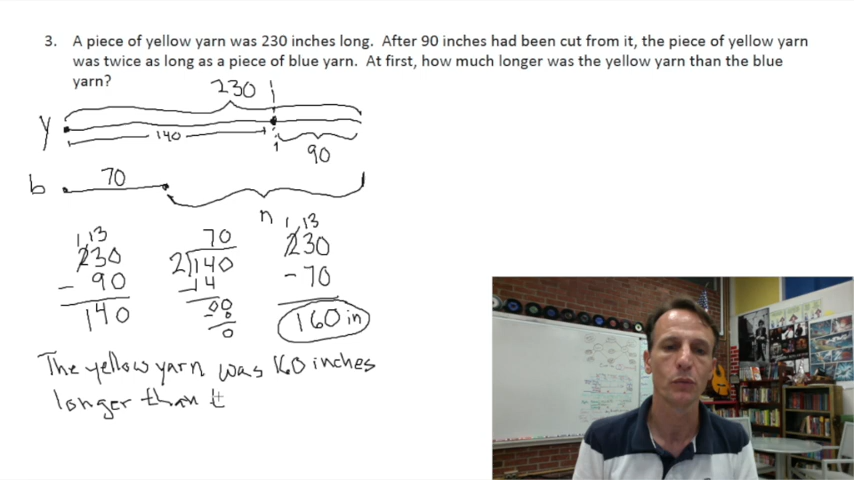 3. A piece of yellow yarn was 230 inches long. After 90 inches had been cut from it, the piece of yellow yarn
was twice as long as a piece of blue yarn. At first, how much longer was the yellow yarn than the blue
yarn?
230
y
140
90
b 70
n
1 13
230
- 90
140
70
2)140
-14
00
- 0
0
1 13
230
-70
160 in
The yellow yarn was 160 inches
longer than t